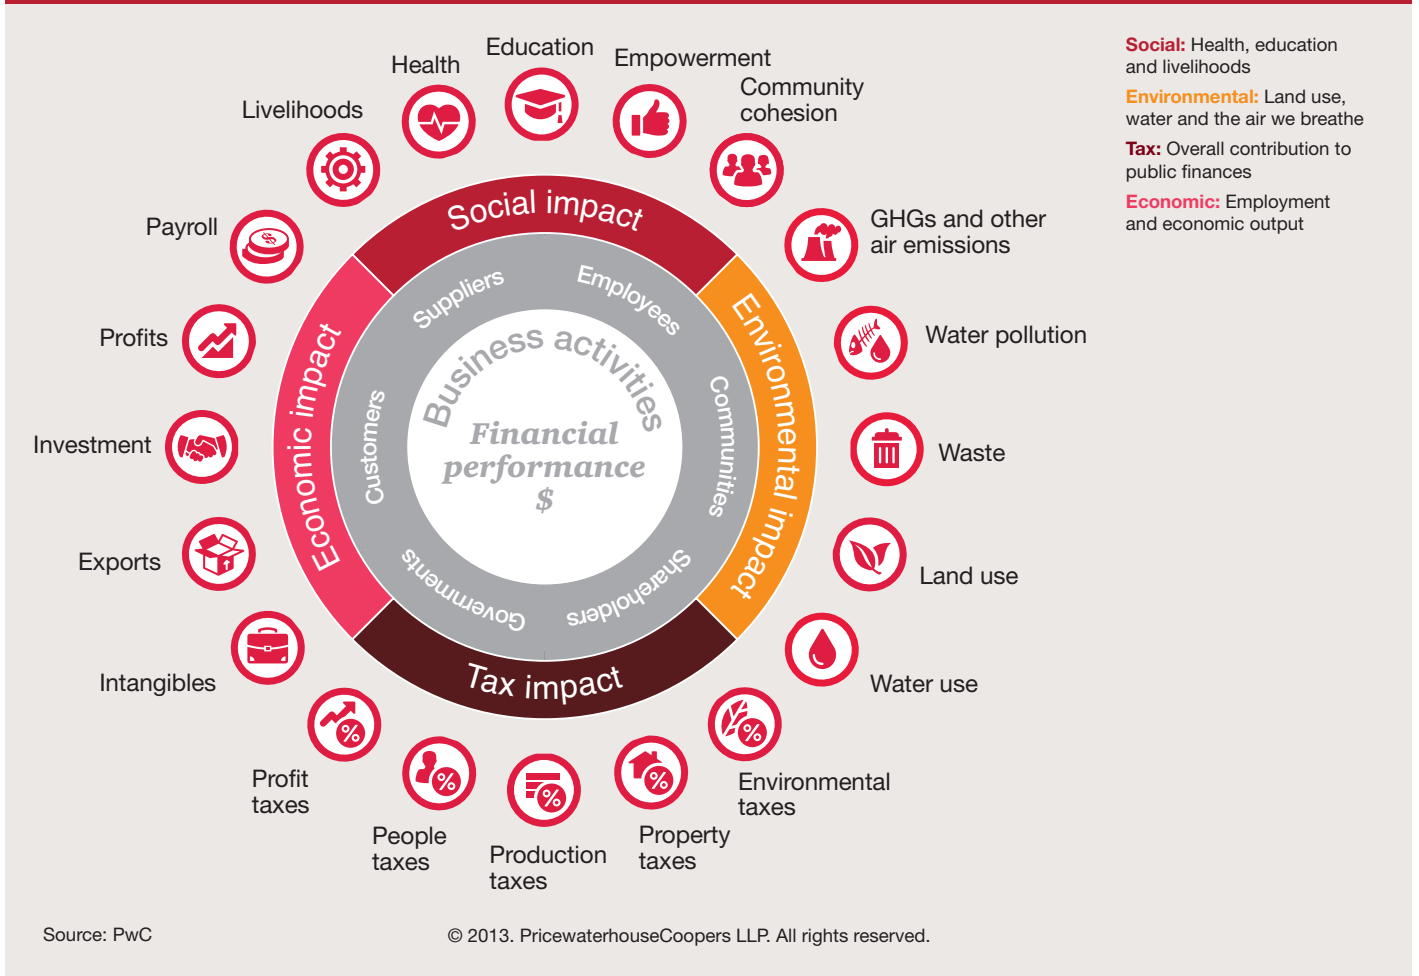 Education
Empowerment
Health
Community
cohesion
Livelihoods
GHGs and other
air emissions
Payroll
Water pollution
Profits
Waste
Investment
Land use
Exports
Water use
Intangibles
Environmental
taxes
Profit
taxes
Property
taxes
People
taxes
Production
taxes
Social impact
Environmental impact
Tax impact
Economic impact
Suppliers
Employees
Communities
Shareholders
Governments
Customers
Business activities
Financial
performance
$
%
%
%
%
%
$
Social: Health, education
and livelihoods
Environmental: Land use,
water and the air we breathe
Tax: Overall contribution to
public finances
Economic: Employment
and economic output
Source: PwC
© 2013. PricewaterhouseCoopers LLP. All rights reserved.